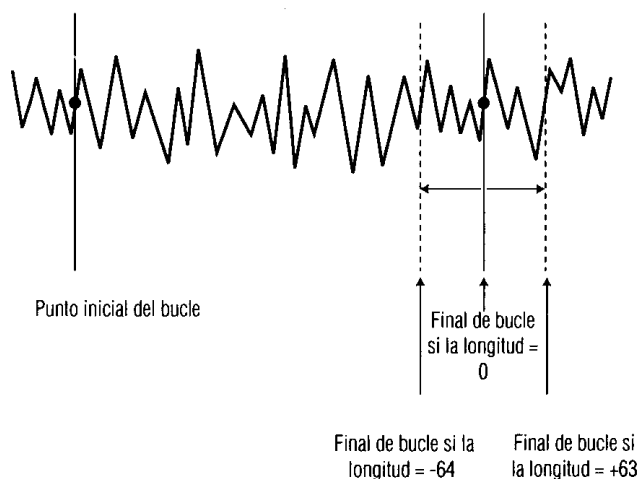 Punto inicial del bucle
Final de bucle
si la longitud =
0
Final de bucle si la
longitud = -64
Final de bucle si
la longitud = +63